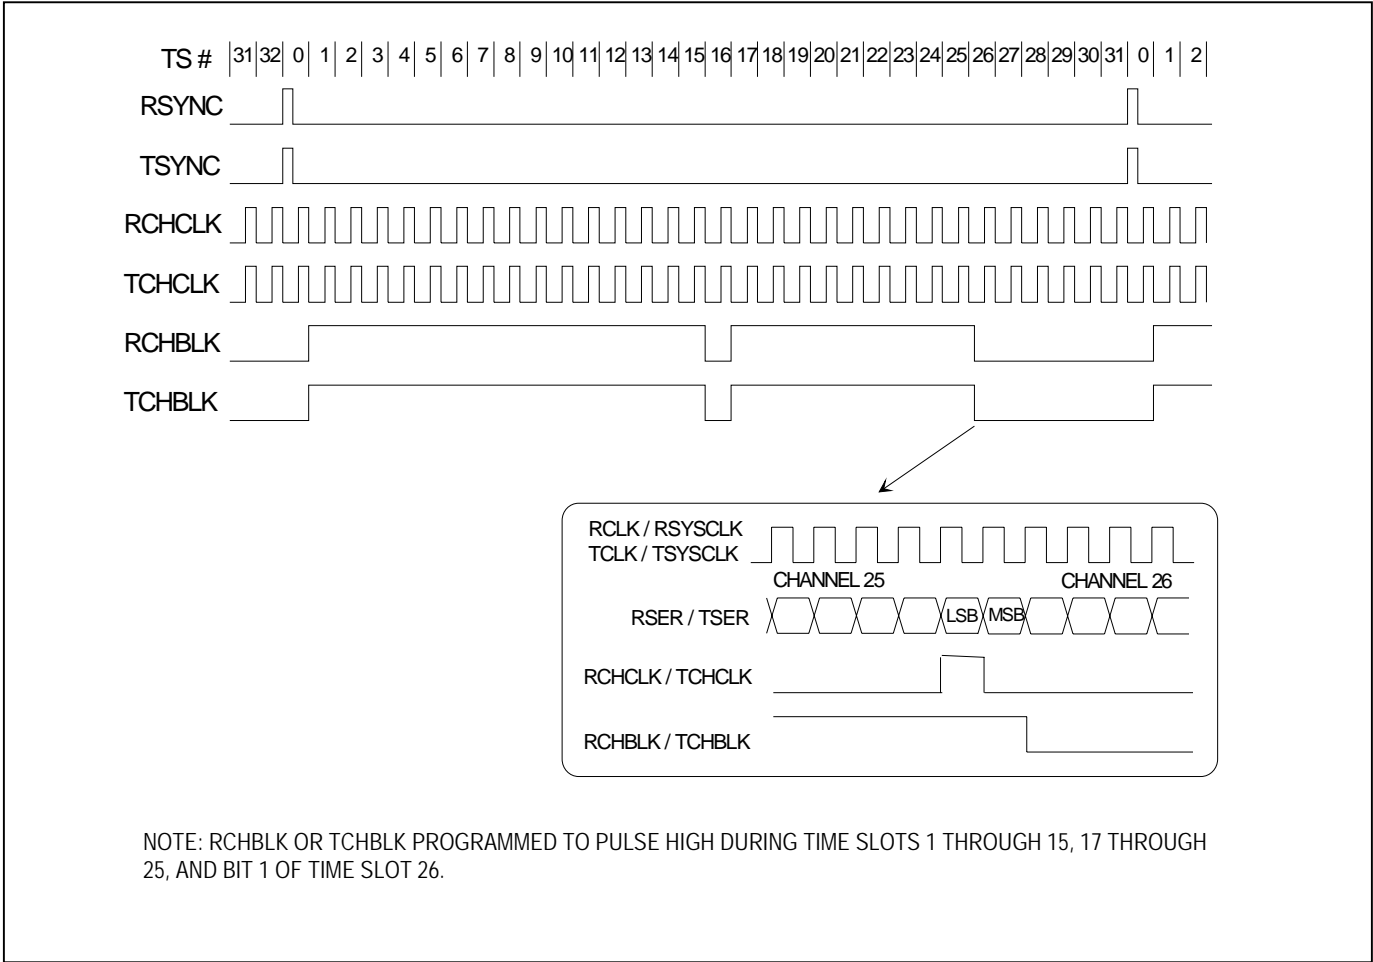 TS # 31 32 0 1 2 3 4 5 6 7 8 9 10 11 12 13 14 15 16 17 18 19 20 21 22 23 24 25 26 27 28 29 30 31 0 1 2
RSYNC
TSYNC
RCHCLK
TCHCLK
RCHBLK
TCHBLK
RCLK / RSYSCLK
TCLK / TSYSCLK
CHANNEL 25 CHANNEL 26
RSER / TSER LSB MSB
RCHCLK / TCHCLK
RCHBLK / TCHBLK
NOTE: RCHBLK OR TCHBLK PROGRAMMED TO PULSE HIGH DURING TIME SLOTS 1 THROUGH 15, 17 THROUGH
25, AND BIT 1 OF TIME SLOT 26.